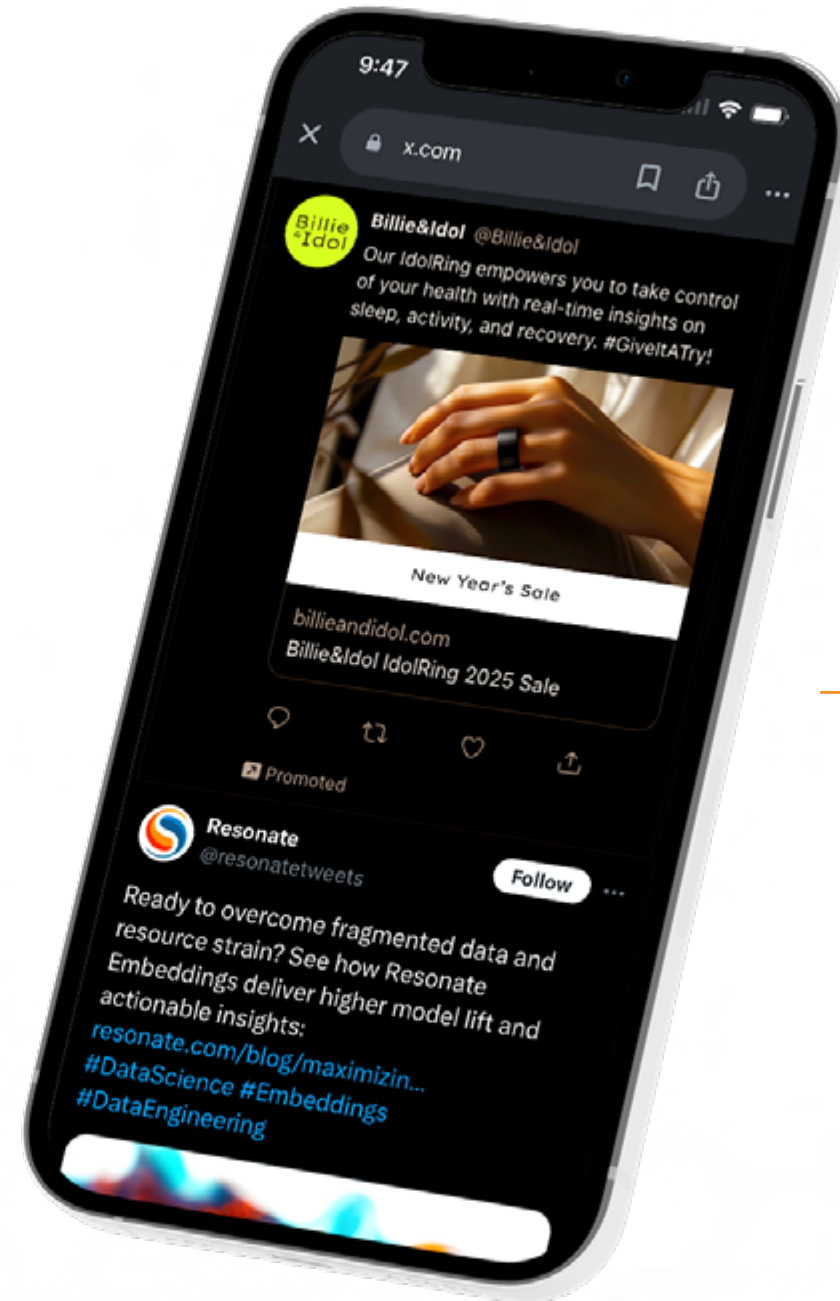 9:47
x.com
Billie
&Idol
Billie&Idol @Billie&Idol
Our IdolRing empowers you to take control
of your health with real-time insights on
sleep, activity, and recovery. #GiveItATry!
New Year's Sale
billieandidol.com
Billie&Idol IdolRing 2025 Sale
Promoted
Resonate
@resonatetweets
Follow
Ready to overcome fragmented data and
resource strain? See how Resonate
Embeddings deliver higher model lift and
actionable insights:
resonate.com/blog/maximizin...
#DataScience #Embeddings
#DataEngineering